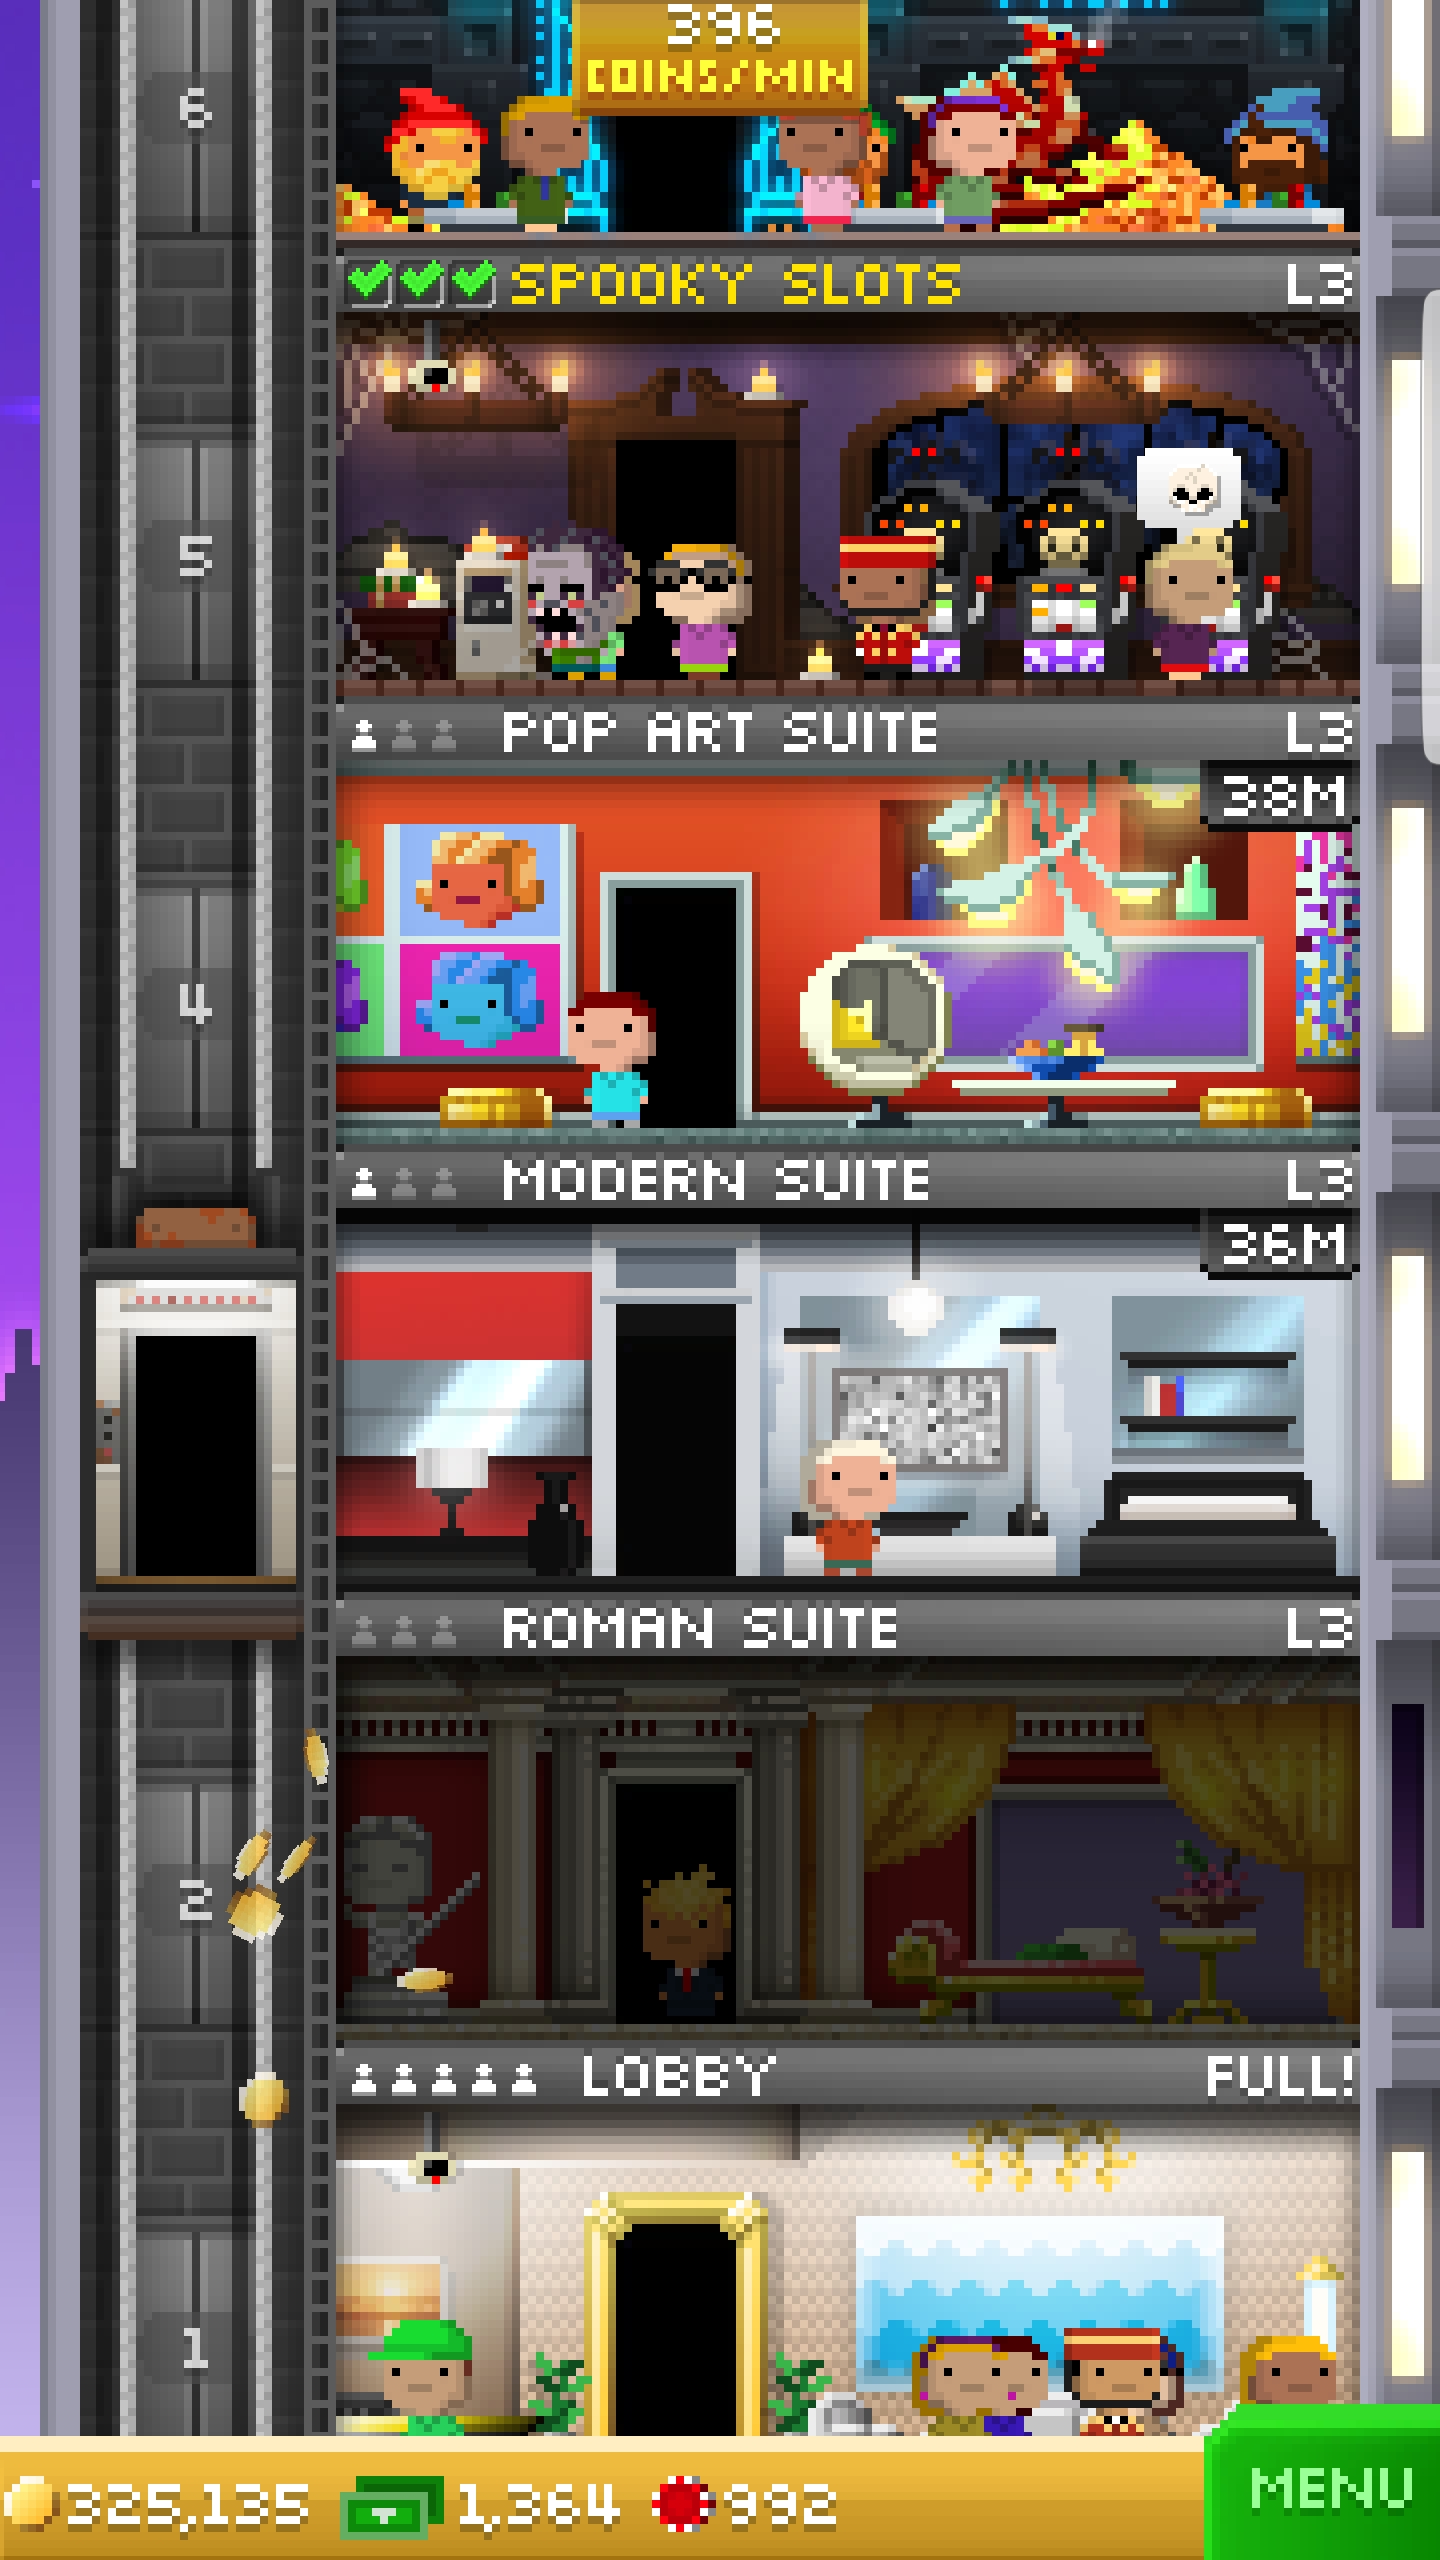 396
COINS/MIN
6
SPOOKY SLOTS L3
5
POP ART SUITE L3
38M
4
MODERN SUITE L3
36M
ROMAN SUITE L3
2
LOBBY FULL!
1
325,135 1,364 992 MENU